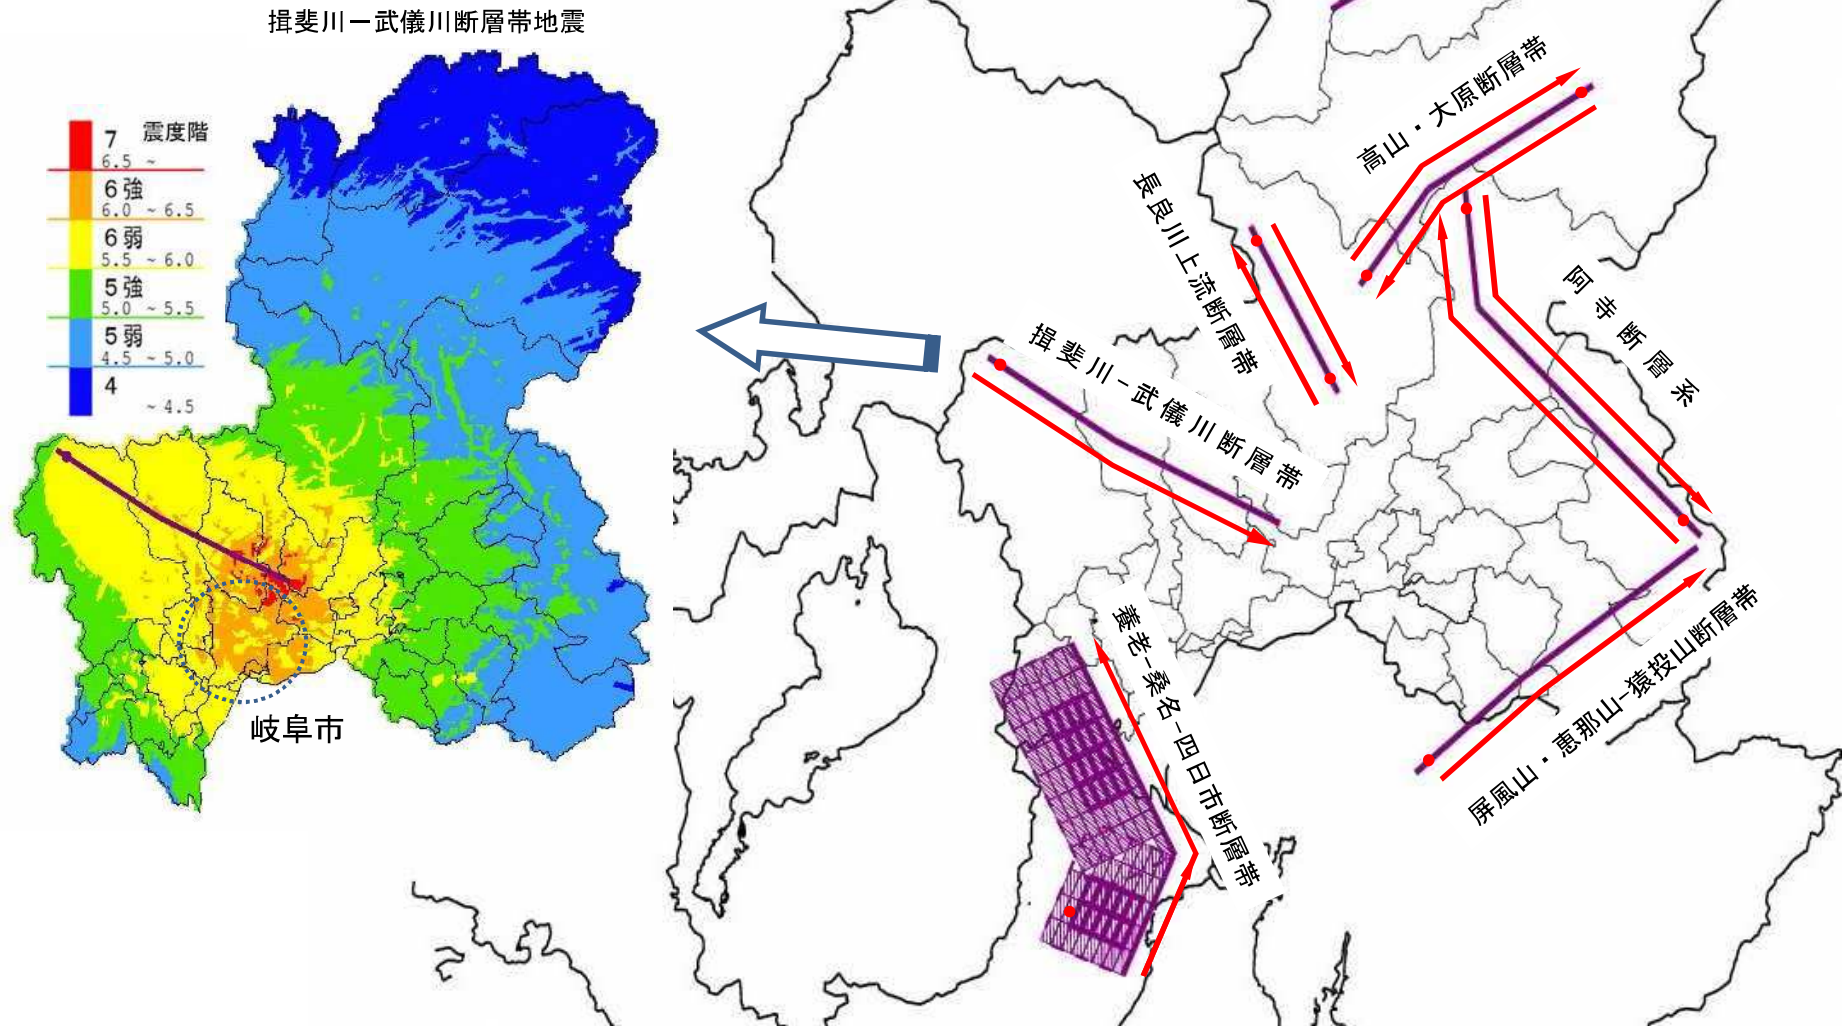 揖斐川－武儀川断層帯地震
7 震度階
6.5 ~
6強
6.0 ~ 6.5
6弱
5.5 ~ 6.0
5強
5.0 ~ 5.5
5弱
4.5 ~ 5.0
4
~ 4.5
岐阜市
高山・大原断層帯
長良川上流断層帯
阿寺断層系
揖斐川-武儀川断層帯
養老-桑名-四日市断層帯
屏風山・恵那山-猿投山断層帯